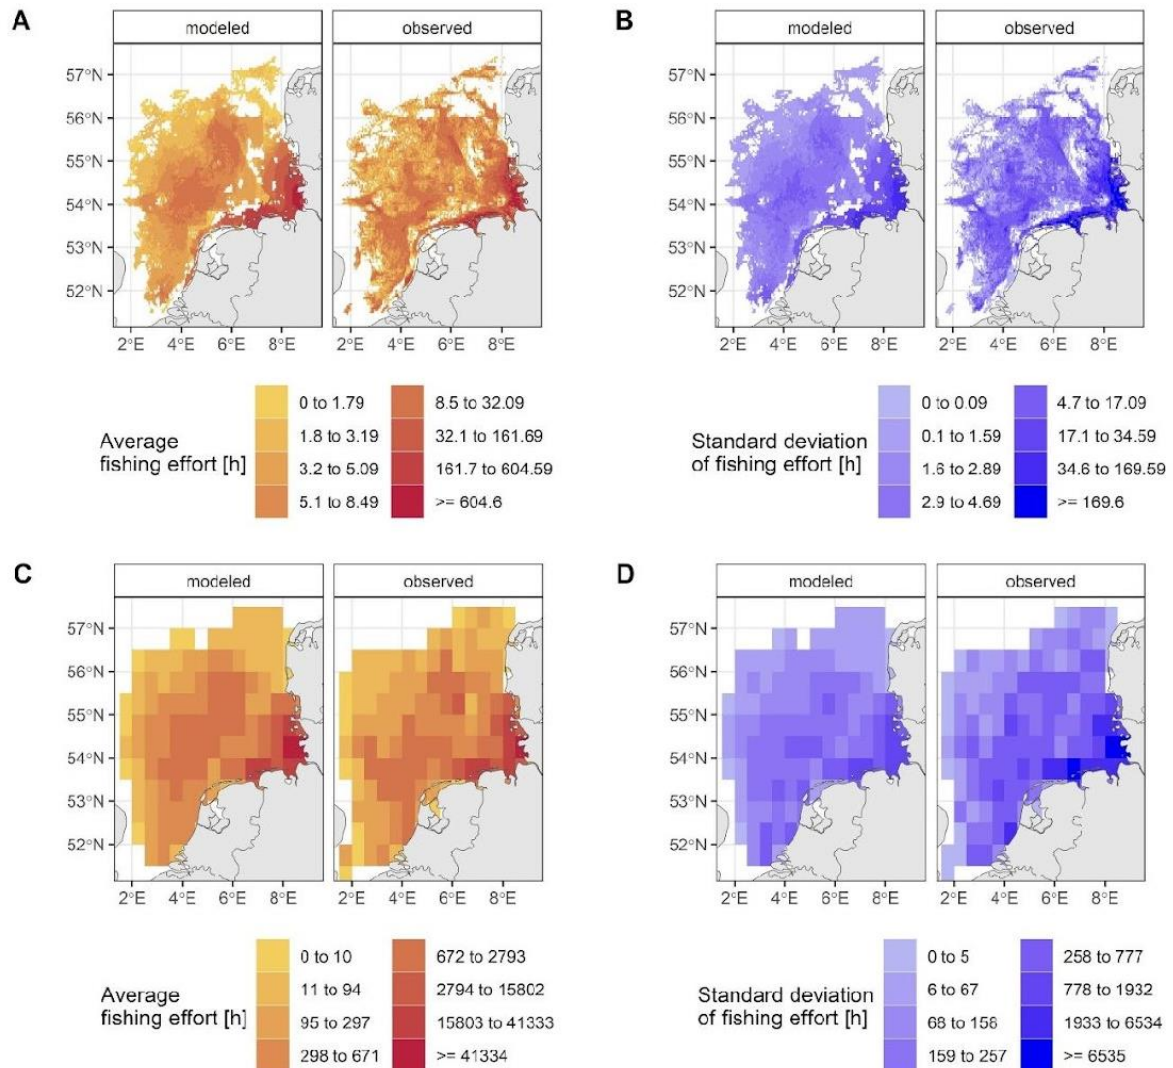 A
modeled
observed
57°N
56°N
55°N
54°N
53°N
52°N
2°E 4°E 6°E 8°E 2°E 4°E 6°E 8°E
Average
fishing effort [h]
0 to 1.79
1.8 to 3.19
3.2 to 5.09
5.1 to 8.49
8.5 to 32.09
32.1 to 161.69
161.7 to 604.59
>= 604.6
B
modeled
observed
57°N
56°N
55°N
54°N
53°N
52°N
2°E 4°E 6°E 8°E 2°E 4°E 6°E 8°E
Standard deviation
of fishing effort [h]
0 to 0.09
0.1 to 1.59
1.6 to 2.89
2.9 to 4.69
4.7 to 17.09
17.1 to 34.59
34.6 to 169.59
>= 169.6
C
modeled
observed
57°N
56°N
55°N
54°N
53°N
52°N
2°E 4°E 6°E 8°E 2°E 4°E 6°E 8°E
Average
fishing effort [h]
0 to 10
11 to 94
95 to 297
298 to 671
672 to 2793
2794 to 15802
15803 to 41333
>= 41334
D
modeled
observed
57°N
56°N
55°N
54°N
53°N
52°N
2°E 4°E 6°E 8°E 2°E 4°E 6°E 8°E
Standard deviation
of fishing effort [h]
0 to 5
6 to 67
68 to 158
159 to 257
258 to 777
778 to 1932
1933 to 6534
>= 6535